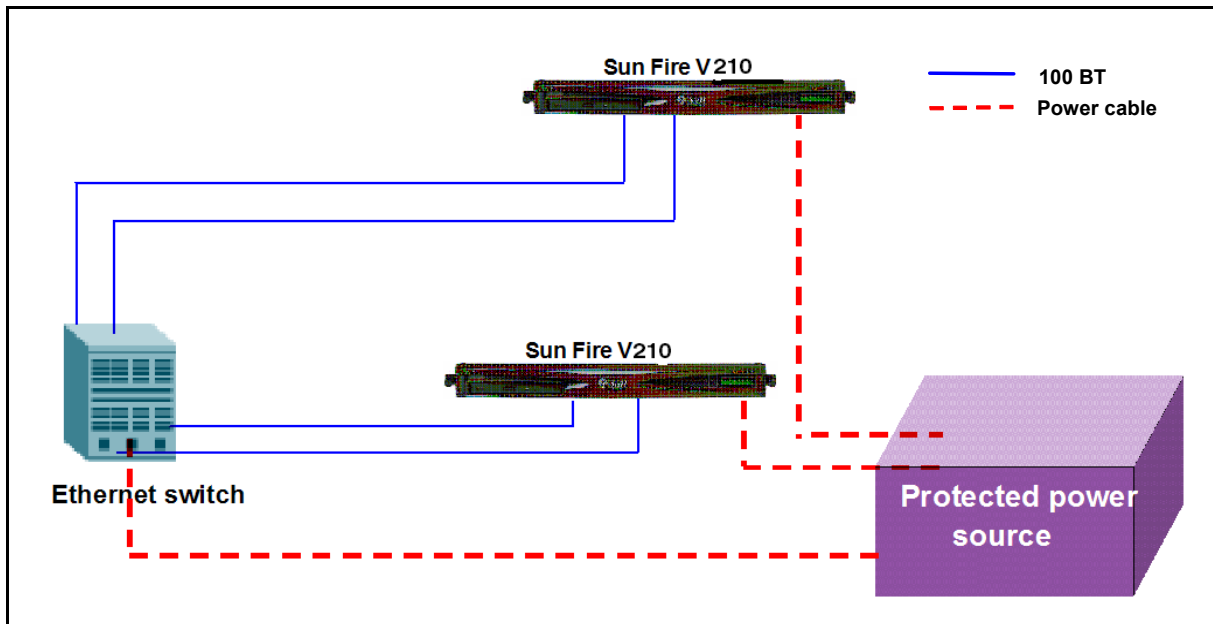 Sun Fire V210
100 BT
Power cable
Sun Fire V210
Ethernet switch
Protected power
source